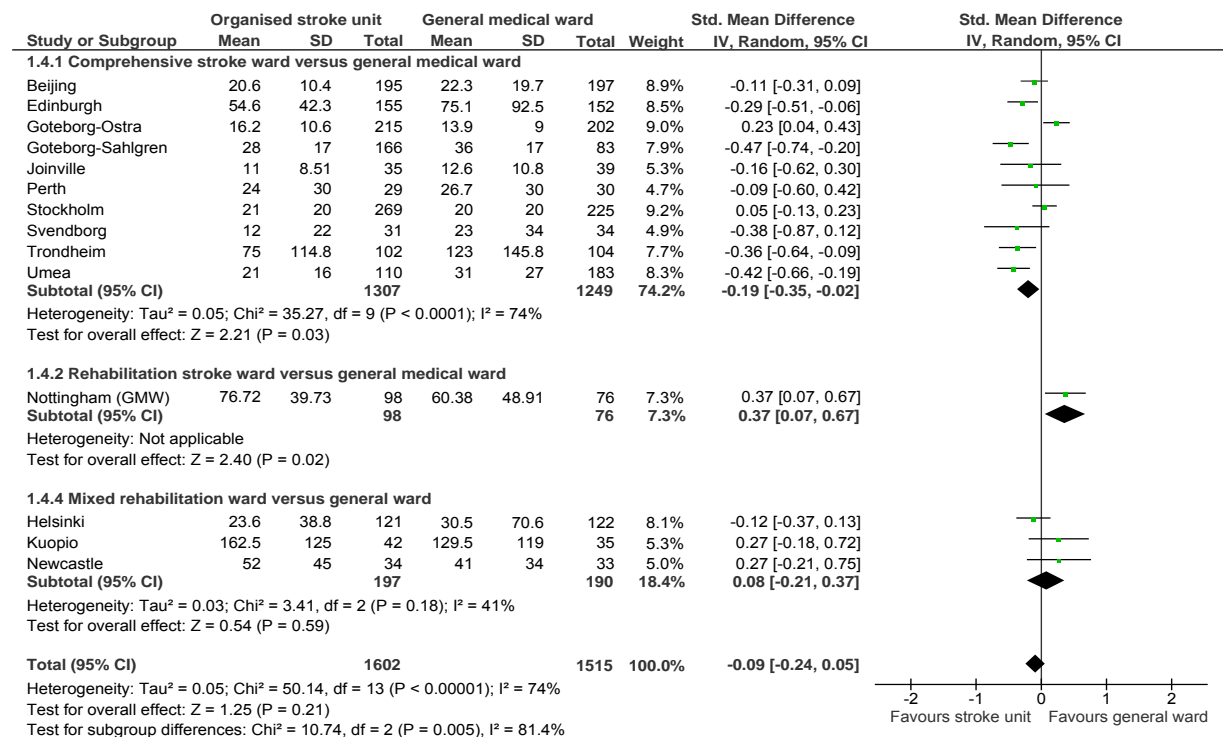 Organised stroke unit General medical ward Std. Mean Difference Std. Mean Difference
Study or Subgroup Mean SD Total Mean SD Total Weight IV, Random, 95% CI IV, Random, 95% CI
1.4.1 Comprehensive stroke ward versus general medical ward
Beijing 20.6 10.4 195 22.3 19.7 197 8.9% -0.11 [-0.31, 0.09]
Edinburgh 54.6 42.3 155 75.1 92.5 152 8.5% -0.29 [-0.51, -0.06]
Goteborg-Ostra 16.2 10.6 215 13.9 9 202 9.0% 0.23 [0.04, 0.43]
Goteborg-Sahlgren 28 17 166 36 17 83 7.9% -0.47 [-0.74, -0.20]
Joinville 11 8.51 35 12.6 10.8 39 5.3% -0.16 [-0.62, 0.30]
Perth 24 30 29 26.7 30 30 4.7% -0.09 [-0.60, 0.42]
Stockholm 21 20 269 20 20 225 9.2% 0.05 [-0.13, 0.23]
Svendborg 12 22 31 23 34 34 4.9% -0.38 [-0.87, 0.12]
Trondheim 75 114.8 102 123 145.8 104 7.7% -0.36 [-0.64, -0.09]
Umea 21 16 110 31 27 183 8.3% -0.42 [-0.66, -0.19]
Subtotal (95% CI) 1307 1249 74.2% -0.19 [-0.35, -0.02]
Heterogeneity: Tau² = 0.05; Chi² = 35.27, df = 9 (P < 0.0001); I² = 74%
Test for overall effect: Z = 2.21 (P = 0.03)
1.4.2 Rehabilitation stroke ward versus general medical ward
Nottingham (GMW) 76.72 39.73 98 60.38 48.91 76 7.3% 0.37 [0.07, 0.67]
Subtotal (95% CI) 98 76 7.3% 0.37 [0.07, 0.67]
Heterogeneity: Not applicable
Test for overall effect: Z = 2.40 (P = 0.02)
1.4.4 Mixed rehabilitation ward versus general ward
Helsinki 23.6 38.8 121 30.5 70.6 122 8.1% -0.12 [-0.37, 0.13]
Kuopio 162.5 125 42 129.5 119 35 5.3% 0.27 [-0.18, 0.72]
Newcastle 52 45 34 41 34 33 5.0% 0.27 [-0.21, 0.75]
Subtotal (95% CI) 197 190 18.4% 0.08 [-0.21, 0.37]
Heterogeneity: Tau² = 0.03; Chi² = 3.41, df = 2 (P = 0.18); I² = 41%
Test for overall effect: Z = 0.54 (P = 0.59)
Total (95% CI) 1602 1515 100.0% -0.09 [-0.24, 0.05]
Heterogeneity: Tau² = 0.05; Chi² = 50.14, df = 13 (P < 0.00001); I² = 74%
Test for overall effect: Z = 1.25 (P = 0.21)
Test for subgroup differences: Chi² = 10.74, df = 2 (P = 0.005), I² = 81.4%
-2 -1 0 1 2
Favours stroke unit Favours general ward